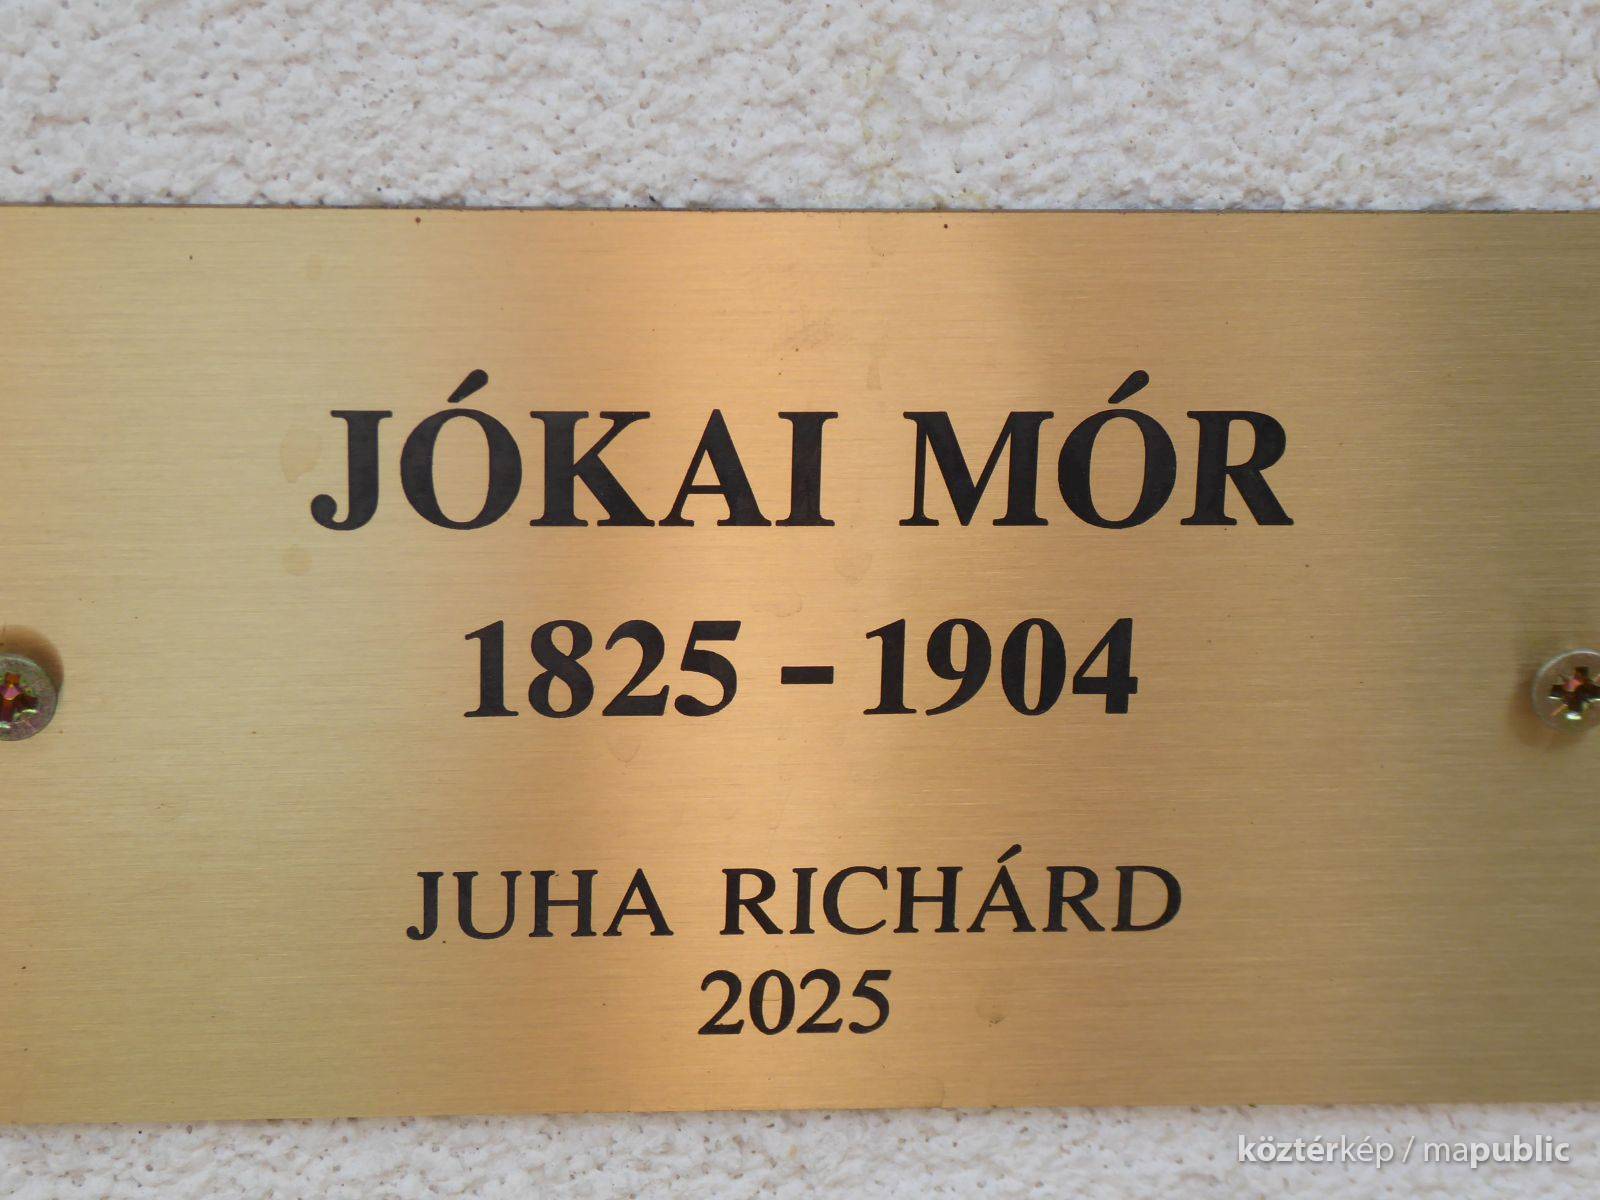 JÓKAI MÓR
1825 - 1904
JUHA RICHÁRD
2025
köztérkép / mapublic